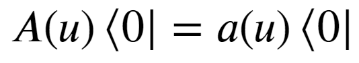 A(u) ⟨0| = a(u) ⟨0|